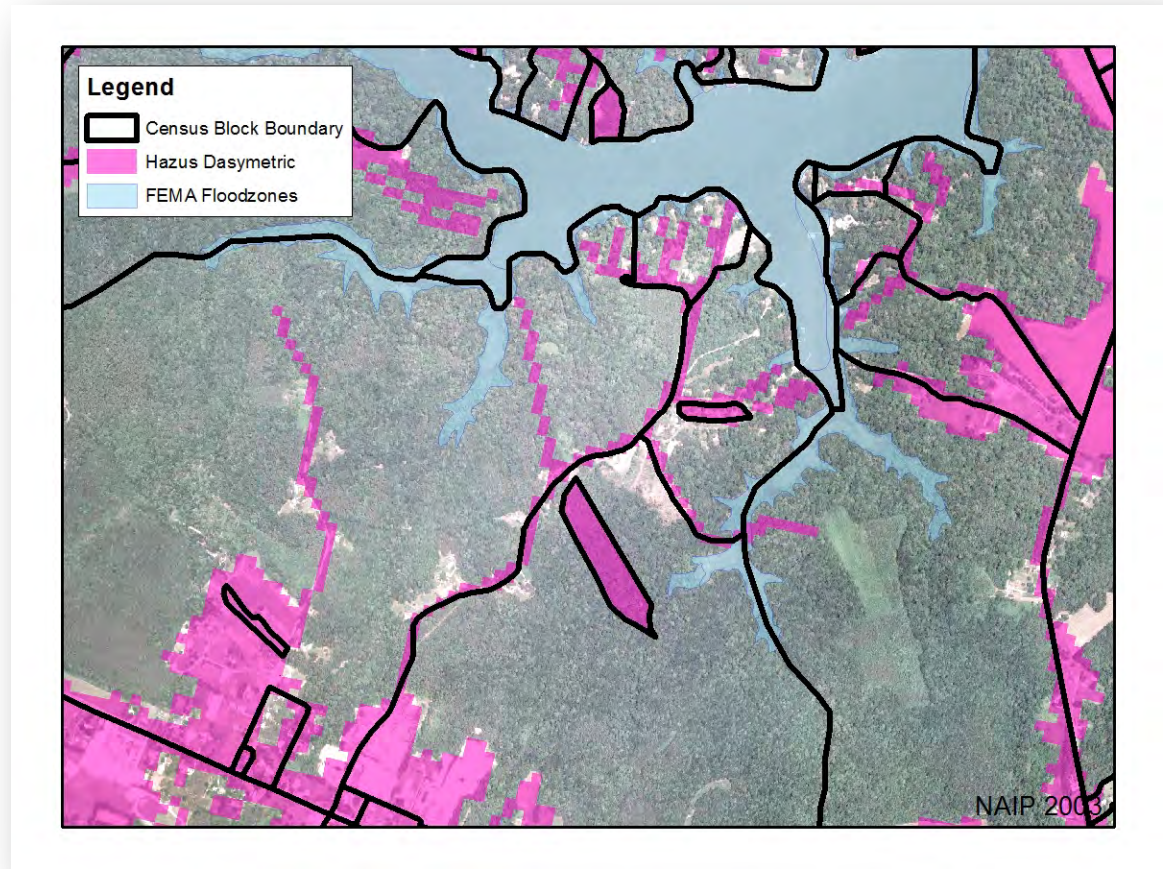 Legend
Census Block Boundary
Hazus Dasymetric
FEMA Floodzones
NAIP 2003